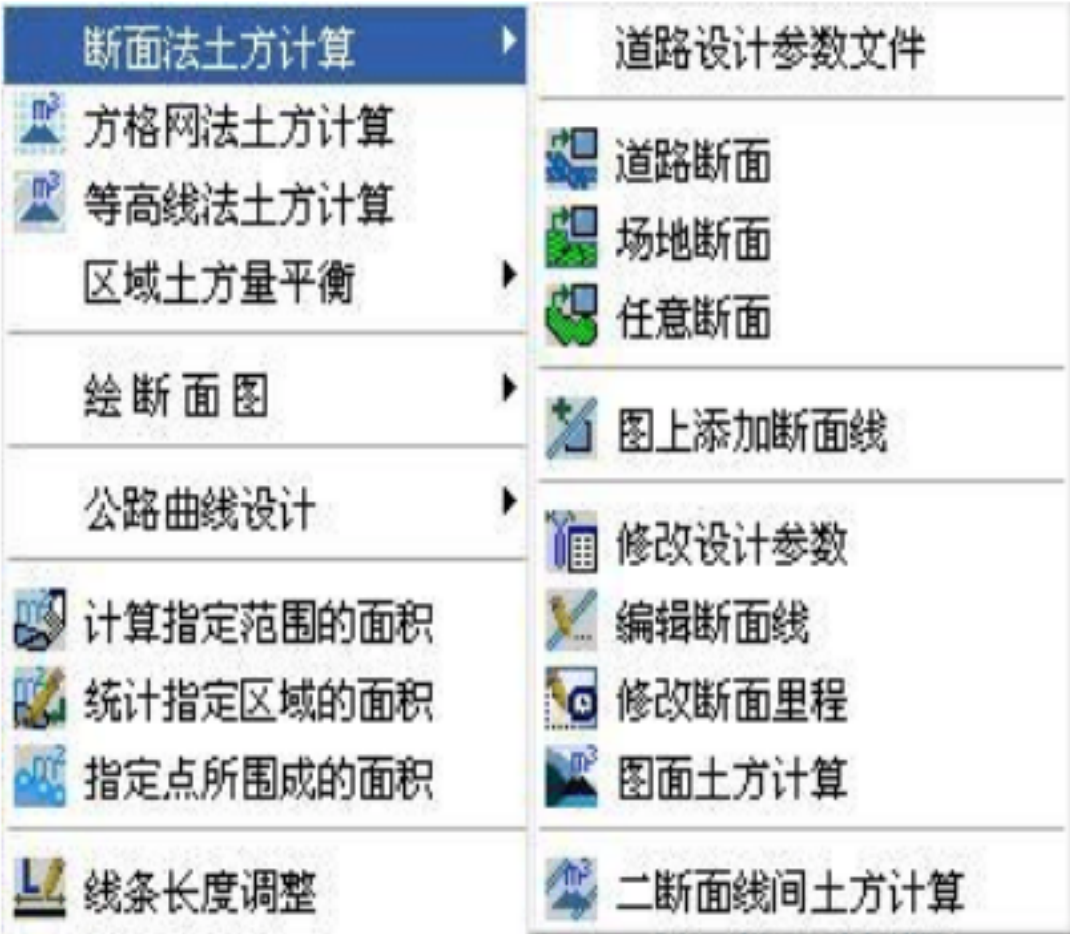 断面法土方计算
方格网法土方计算
等高线法土方计算
区域土方量平衡
绘断面图
公路曲线设计
计算指定范围的面积
统计指定区域的面积
指定点所围成的面积
线条长度调整
道路设计参数文件
道路断面
场地断面
任意断面
图上添加断面线
修改设计参数
编辑断面线
修改断面里程
图面土方计算
二断面线间土方计算